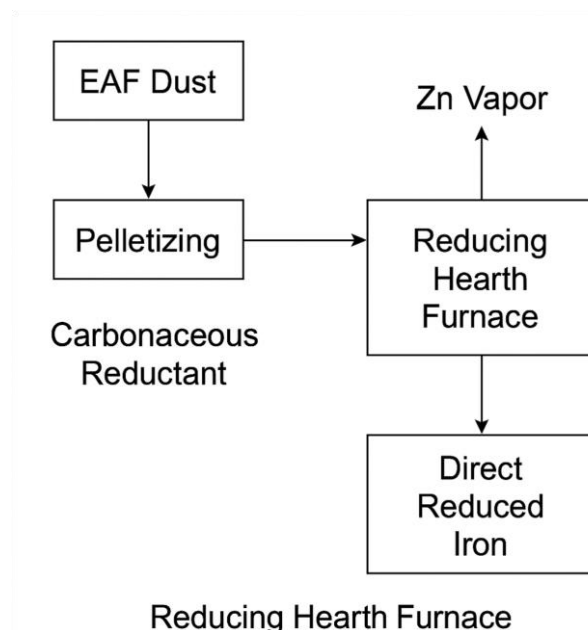 EAF Dust
Zn Vapor
Pelletizing
Reducing
Hearth
Furnace
Carbonaceous
Reductant
Direct
Reduced
Iron
Reducing Hearth Furnace